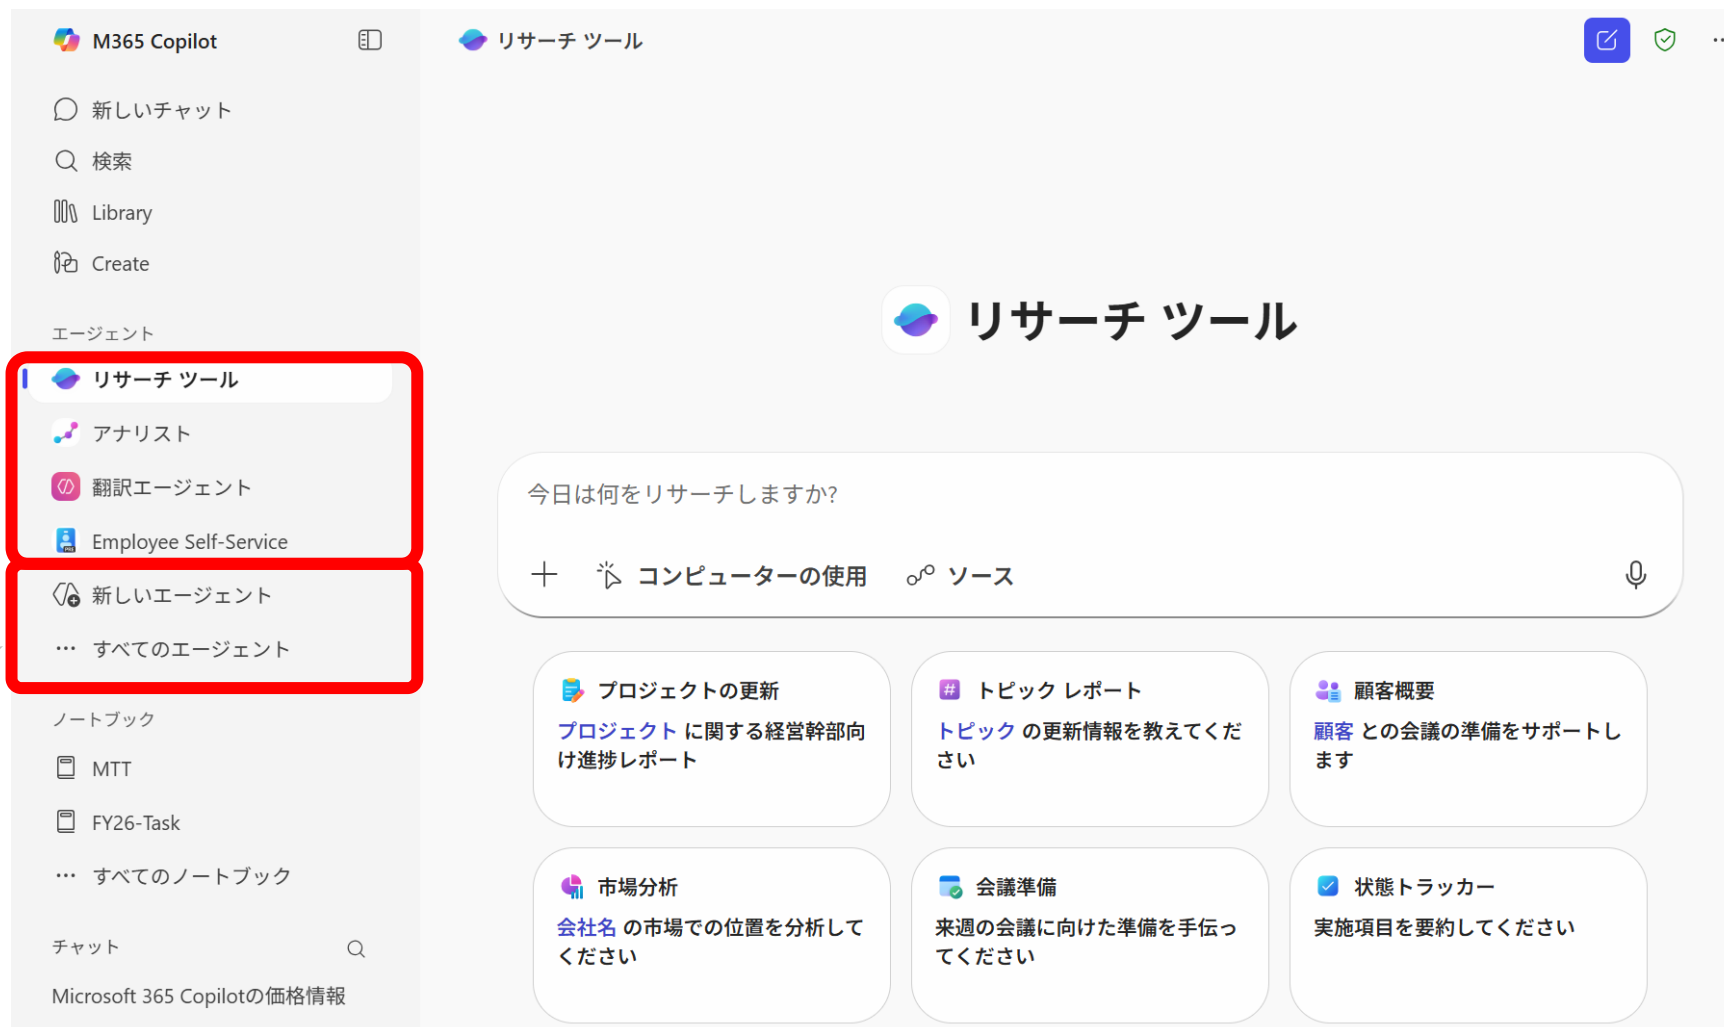 M365 Copilot
新しいチャット
検索
Library
Create
エージェント
リサーチ ツール
アナリスト
翻訳エージェント
Employee Self-Service
新しいエージェント
すべてのエージェント
ノートブック
MTT
FY26-Task
すべてのノートブック
チャット
Microsoft 365 Copilotの価格情報
リサーチ ツール
リサーチ ツール
今日は何をリサーチしますか?
コンピューターの使用
ソース
プロジェクトの更新
プロジェクト に関する経営幹部向
け進捗レポート
トピック レポート
トピック の更新情報を教えてくだ
さい
顧客概要
顧客 との会議の準備をサポートし
ます
市場分析
会社名 の市場での位置を分析して
ください
会議準備
来週の会議に向けた準備を手伝っ
てください
状態トラッカー
実施項目を要約してください